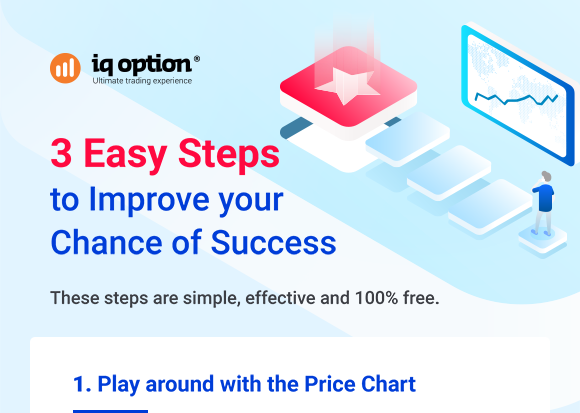 iq option®
Ultimate trading experience
3 Easy Steps
to Improve your
Chance of Success
These steps are simple, effective and 100% free.
1. Play around with the Price Chart